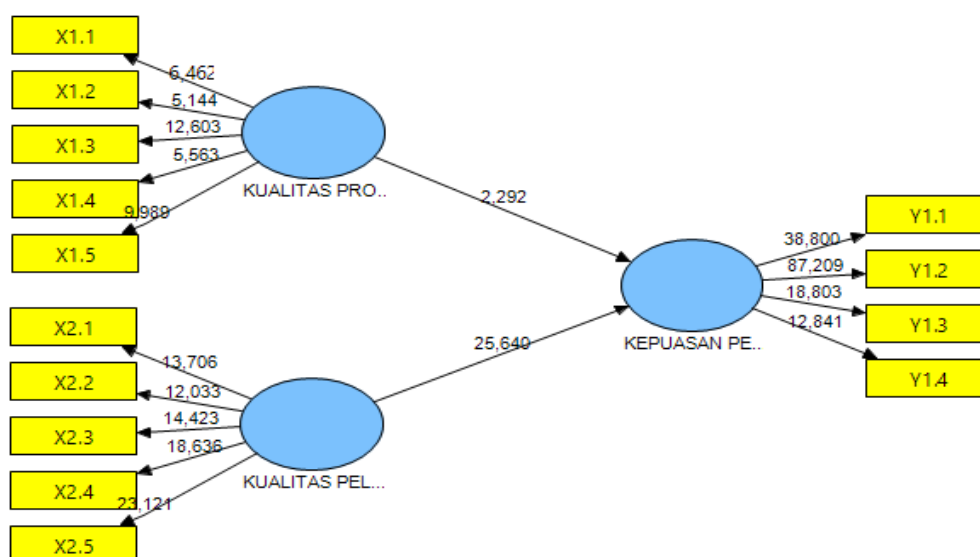 X1.1
6,462
X1.2
5,144
X1.3
12,603
X1.4
5,563
X1.5
9,989
KUALITAS PRO..
2,292
X2.1
13,706
X2.2
12,033
X2.3
14,423
X2.4
18,636
X2.5
23,121
KUALITAS PEL...
25,640
KEPUASAN PE..
Y1.1
38,800
Y1.2
87,209
Y1.3
18,803
Y1.4
12,841